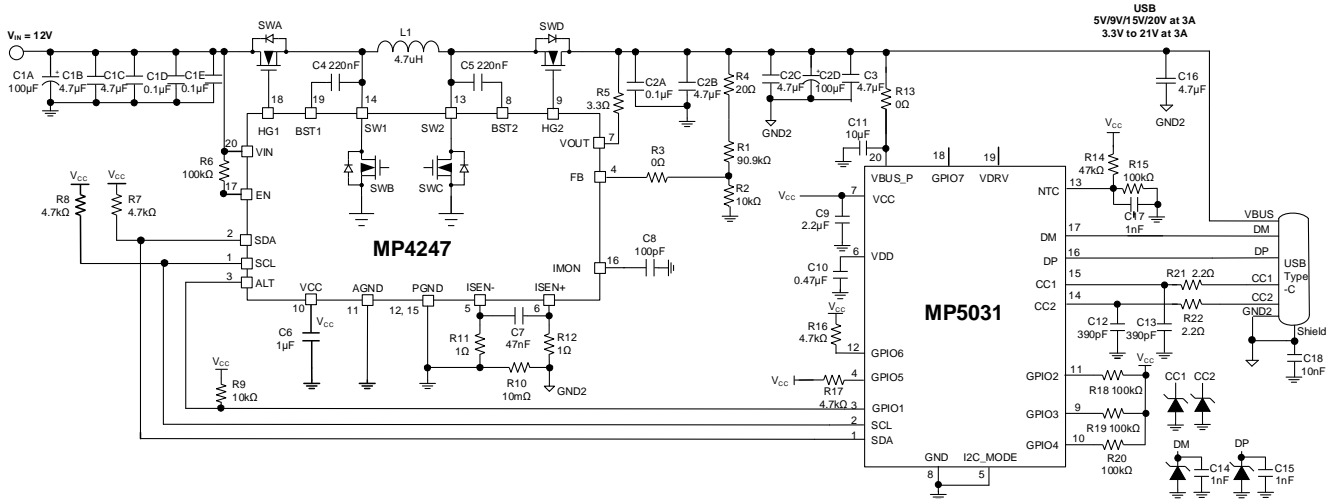 USB
5V/9V/15V/20V at 3A
3.3V to 21V at 3A
VIN = 12V
SWA
L1
4.7uH
SWD
C1A
100µF
+
C1B
4.7µF
C1C
4.7µF
C1D
0.1µF
C1E
0.1µF
C4 220nF
C5 220nF
R5
3.3Ω
C2A
0.1µF
C2B
4.7µF
R4
20Ω
C2C
4.7µF
C2D
100µF
+
C3
4.7µF
GND2
R13
0Ω
C16
4.7µF
GND2
18
19
14
13
8
9
HG1
BST1
SW1
SW2
BST2
HG2
SWB
SWC
20
VIN
R6
100kΩ
17
EN
VOUT
7
FB
4
R3
0Ω
R1
90.9kΩ
R2
10kΩ
VCC
R8
4.7kΩ
VCC
R7
4.7kΩ
2
SDA
1
SCL
3
ALT
MP4247
IMON
16
C8
100pF
VCC
10
AGND
11
PGND
12, 15
ISEN-
5
ISEN+
6
VCC
C6
1µF
C7
47nF
R11
1Ω
R12
1Ω
R10
10mΩ
GND2
VCC
R9
10kΩ
C11
10µF
20
VBUS_P
18
GPIO7
19
VDRV
VCC
7
VCC
C9
2.2µF
6
VDD
C10
0.47µF
VCC
R16
4.7kΩ
12
GPIO6
VCC
4
GPIO5
R17
4.7kΩ
3
GPIO1
2
SCL
1
SDA
MP5031
GND
8
I2C_MODE
5
NTC
13
VCC
R14
47kΩ
R15
100kΩ
C17
1nF
DM
17
DP
16
CC1
15
CC2
14
R21 2.2Ω
R22
2.2Ω
C12
390pF
C13
390pF
VBUS
DM
DP
CC1
CC2
GND2
USB
Type
-C
Shield
C18
10nF
GPIO2
11
R18 100kΩ
VCC
GPIO3
9
R19 100kΩ
GPIO4
10
R20
100kΩ
CC1
CC2
DM
C14
1nF
DP
C15
1nF